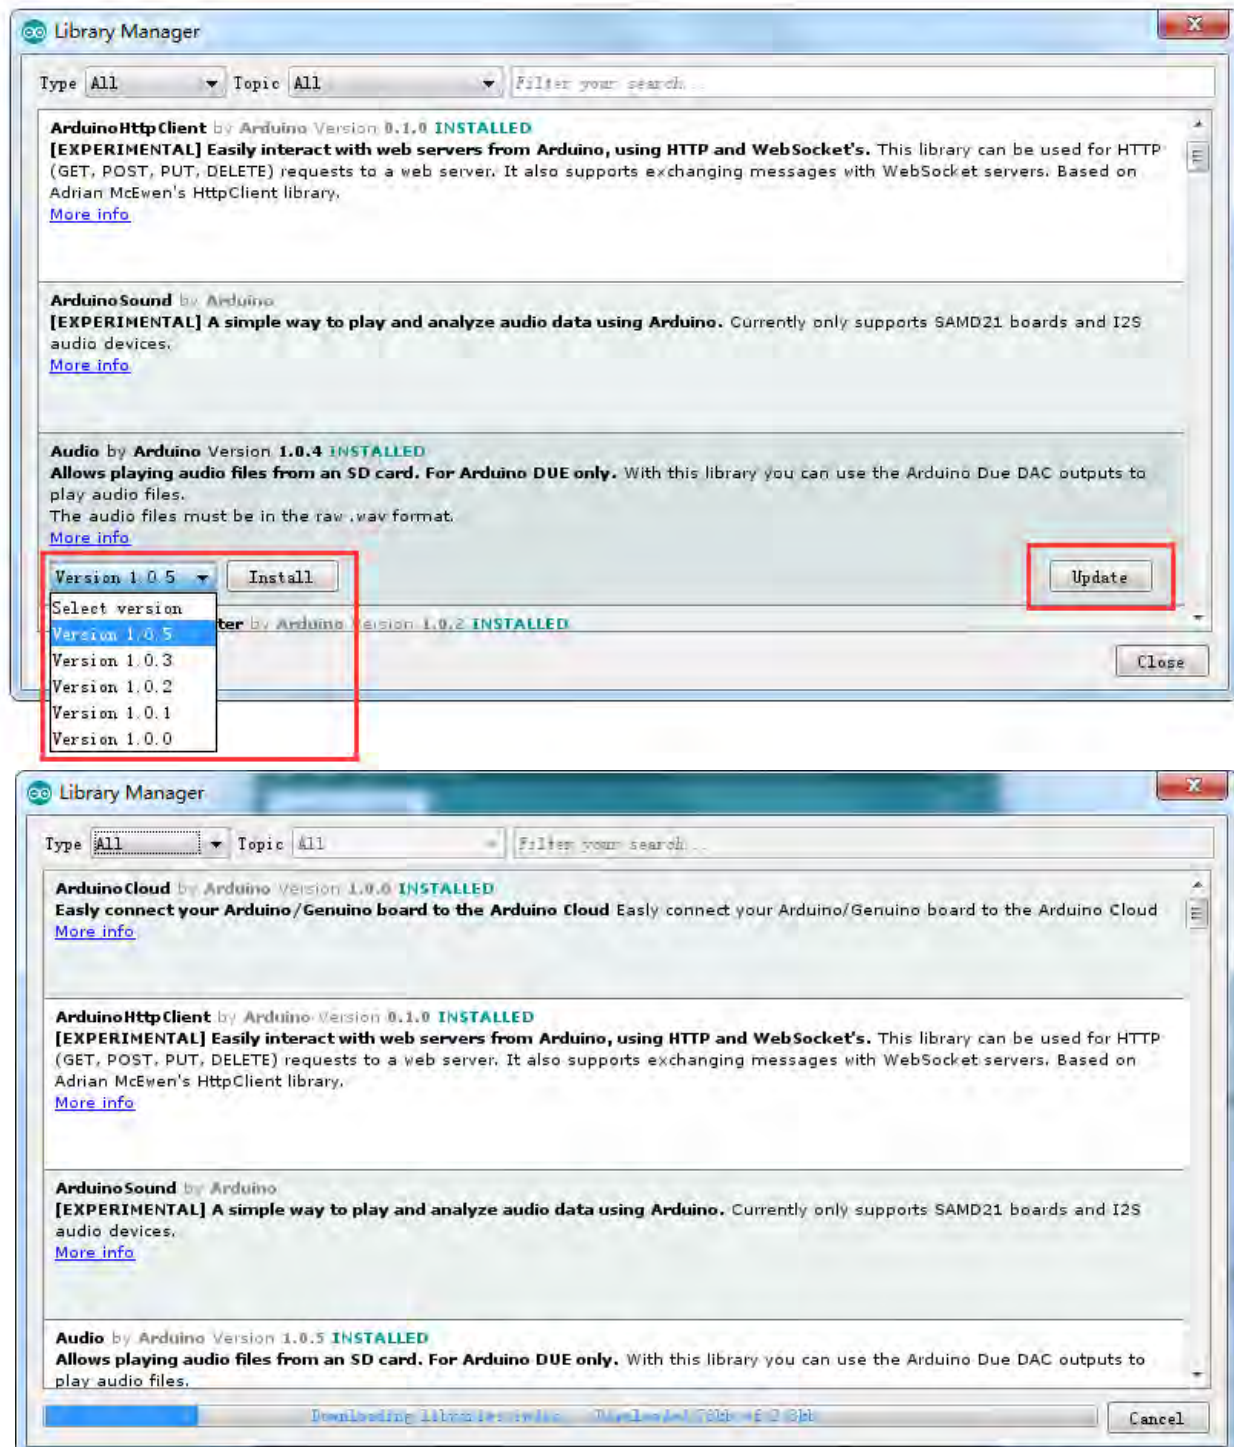 Library Manager
Type All Topic All Filter your search...
ArduinoHttpClient by Arduino Version 0.1.0 INSTALLED
[EXPERIMENTAL] Easily interact with web servers from Arduino, using HTTP and WebSocket's. This library can be used for HTTP
(GET, POST, PUT, DELETE) requests to a web server. It also supports exchanging messages with WebSocket servers. Based on
Adrian McEwen's HttpClient library.
More info
ArduinoSound by Arduino
[EXPERIMENTAL] A simple way to play and analyze audio data using Arduino. Currently only supports SAMD21 boards and I2S
audio devices.
More info
Audio by Arduino Version 1.0.4 INSTALLED
Allows playing audio files from an SD card. For Arduino DUE only. With this library you can use the Arduino Due DAC outputs to
play audio files.
The audio files must be in the raw .wav format.
More info
Version 1.0.5 Install Update
Select version
ter by Arduino Version 1.0.2 INSTALLED
Version 1.0.5
Version 1.0.3
Close
Version 1.0.2
Version 1.0.1
Version 1.0.0
Library Manager
Type All Topic All Filter your search...
ArduinoCloud by Arduino Version 1.0.0 INSTALLED
Easly connect your Arduino/Genuino board to the Arduino Cloud Easly connect your Arduino/Genuino board to the Arduino Cloud
More info
ArduinoHttpClient by Arduino Version 0.1.0 INSTALLED
[EXPERIMENTAL] Easily interact with web servers from Arduino, using HTTP and WebSocket's. This library can be used for HTTP
(GET, POST, PUT, DELETE) requests to a web server. It also supports exchanging messages with WebSocket servers. Based on
Adrian McEwen's HttpClient library.
More info
ArduinoSound by Arduino
[EXPERIMENTAL] A simple way to play and analyze audio data using Arduino. Currently only supports SAMD21 boards and I2S
audio devices.
More info
Audio by Arduino Version 1.0.5 INSTALLED
Allows playing audio files from an SD card. For Arduino DUE only. With this library you can use the Arduino Due DAC outputs to
play audio files.
Downloading libraries index... Downloaded of Cancel